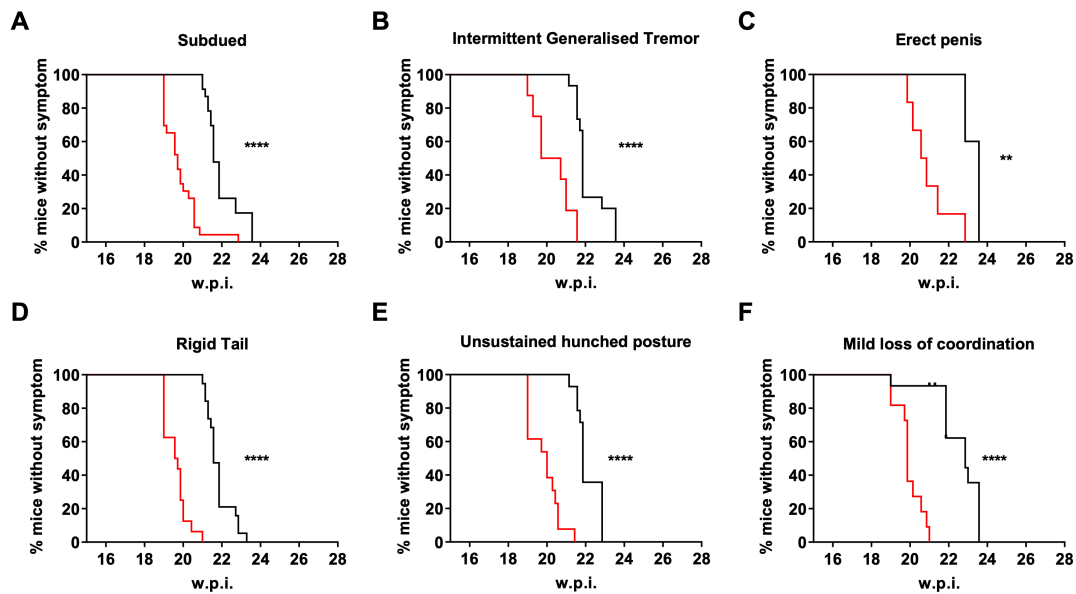 A
Subdued
% mice without symptom
100
80
60
40
20
0
****
16 18 20 22 24 26 28
w.p.i.
B
Intermittent Generalised Tremor
% mice without symptom
100
80
60
40
20
0
****
16 18 20 22 24 26 28
w.p.i.
C
Erect penis
% mice without symptom
100
80
60
40
20
0
**
16 18 20 22 24 26 28
w.p.i.
D
Rigid Tail
% mice without symptom
100
80
60
40
20
0
****
16 18 20 22 24 26 28
w.p.i.
E
Unsustained hunched posture
% mice without symptom
100
80
60
40
20
0
****
16 18 20 22 24 26 28
w.p.i.
F
Mild loss of coordination
% mice without symptom
100
80
60
40
20
0
****
16 18 20 22 24 26 28
w.p.i.